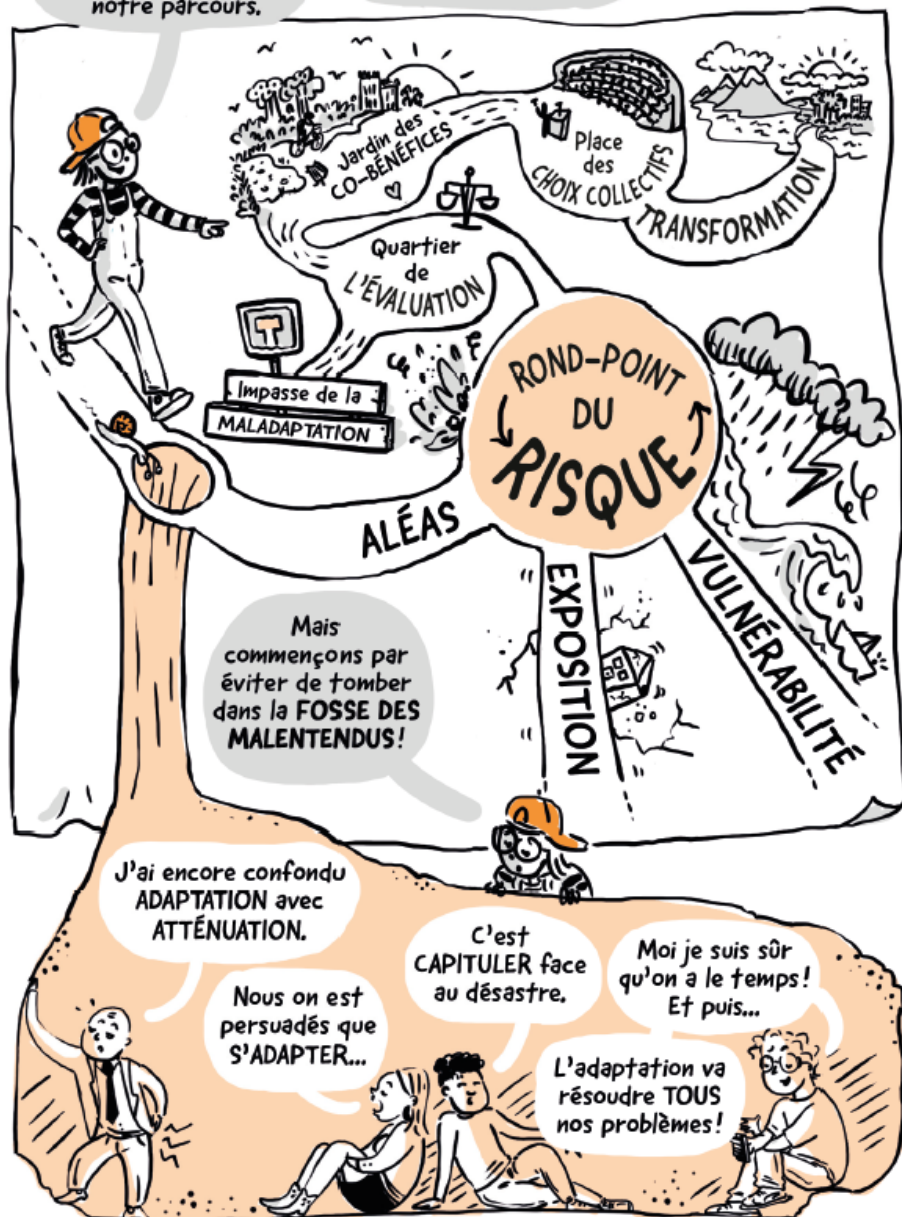 notre parcours.
Jardin des
CO-BÉNÉFICES
Place
des
CHOIX COLLECTIFS
TRANSFORMATION
Quartier
de
L'ÉVALUATION
Impasse de la
MALADAPTATION
ROND-POINT
DU
RISQUE
ALÉAS
EXPOSITION
VULNÉRABILITÉ
Mais
commençons par
éviter de tomber
dans la FOSSE DES
MALENTENDUS!
J'ai encore confondu
ADAPTATION avec
ATTÉNUATION.
Nous on est
persuadés que
S'ADAPTER...
C'est
CAPITULER face
au désastre.
Moi je suis sûr
qu'on a le temps!
Et puis...
L'adaptation va
résoudre TOUS
nos problèmes!